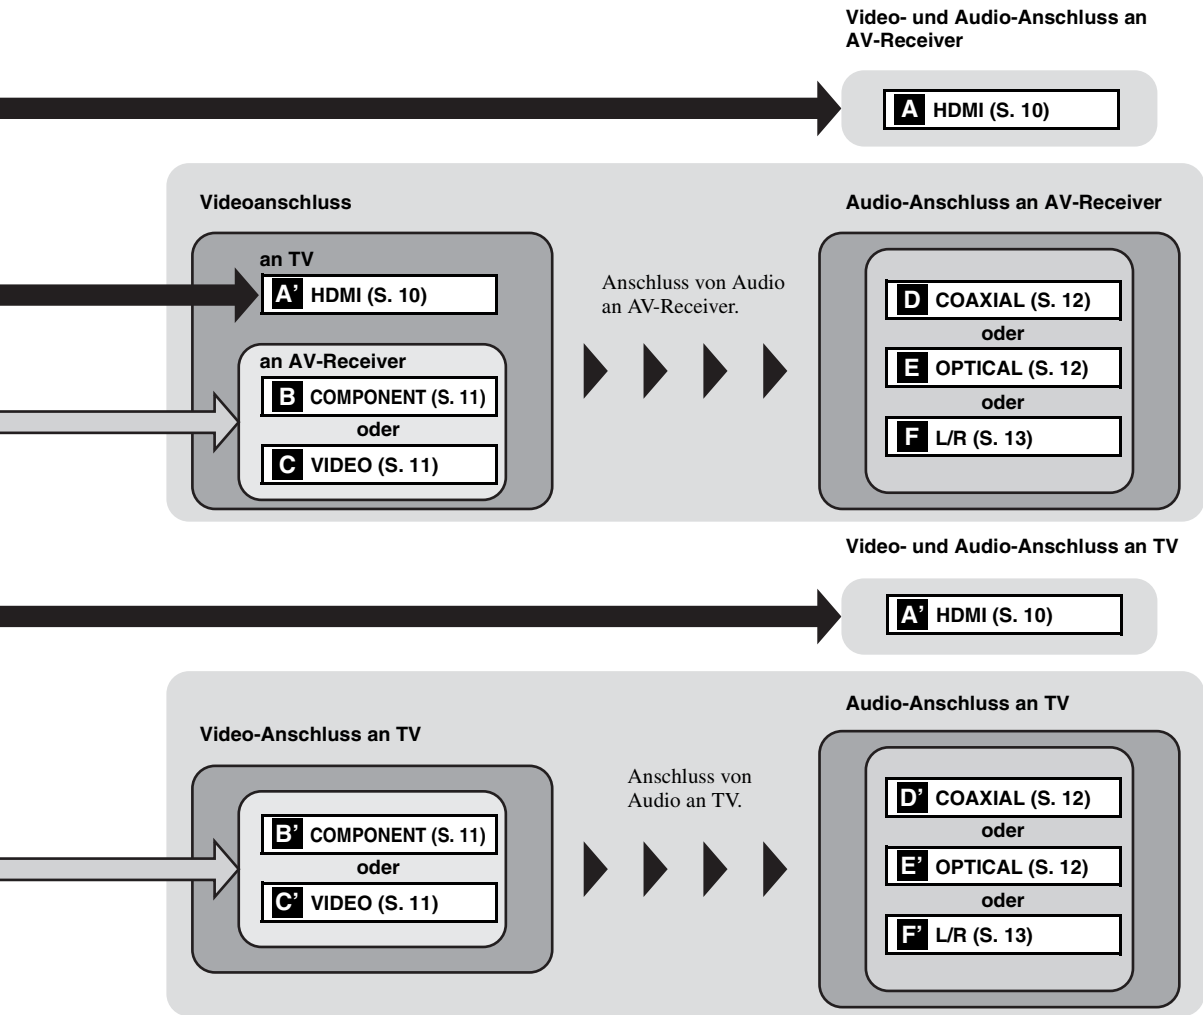 Video- und Audio-Anschluss an
AV-Receiver
A HDMI (S. 10)
Videoanschluss
an TV
A’ HDMI (S. 10)
an AV-Receiver
B COMPONENT (S. 11)
oder
C VIDEO (S. 11)
Anschluss von Audio
an AV-Receiver.
Audio-Anschluss an AV-Receiver
D COAXIAL (S. 12)
oder
E OPTICAL (S. 12)
oder
F L/R (S. 13)
Video- und Audio-Anschluss an TV
A’ HDMI (S. 10)
Video-Anschluss an TV
B’ COMPONENT (S. 11)
oder
C’ VIDEO (S. 11)
Anschluss von
Audio an TV.
Audio-Anschluss an TV
D’ COAXIAL (S. 12)
oder
E’ OPTICAL (S. 12)
oder
F’ L/R (S. 13)